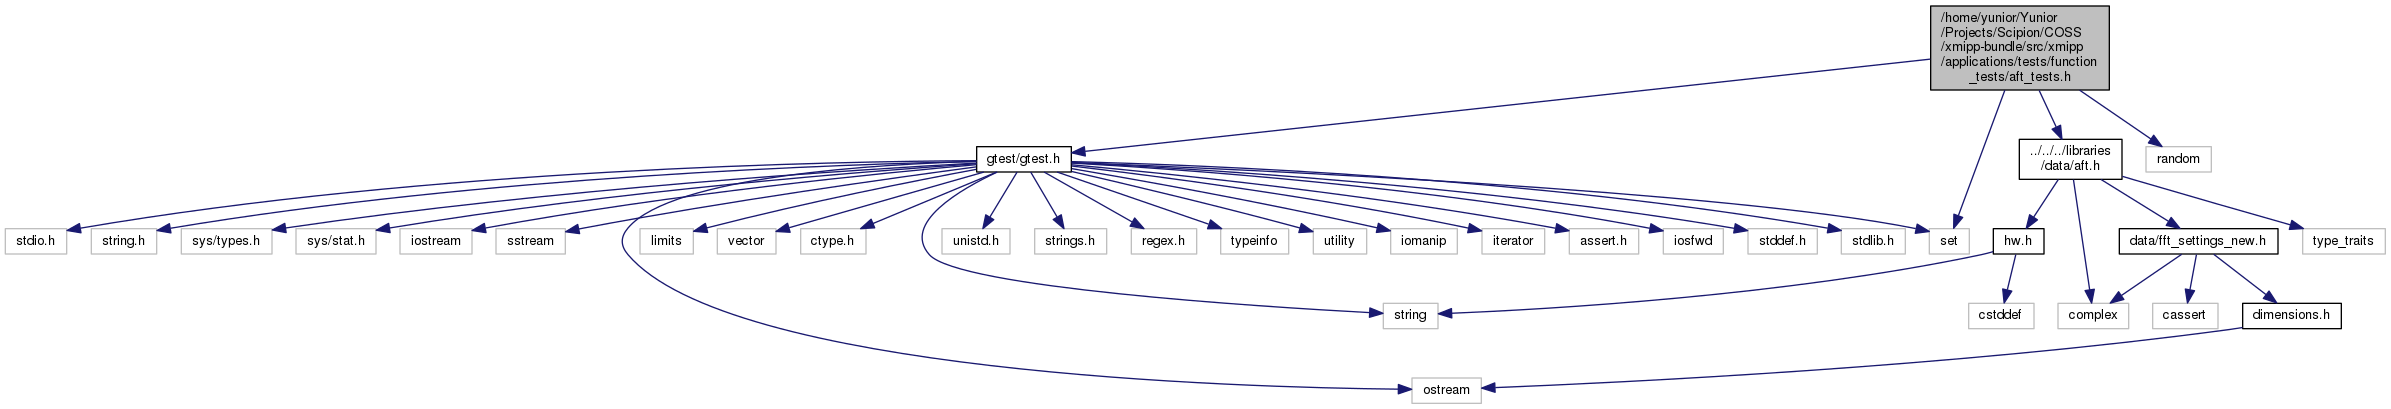 /home/yunior/Yunior
/Projects/Scipion/COSS
/xmipp-bundle/src/xmipp
/applications/tests/function
_tests/aft_tests.h
gtest/gtest.h
../../../libraries
/data/aft.h
random
stdio.h
string.h
sys/types.h
sys/stat.h
iostream
sstream
limits
vector
ctype.h
unistd.h
strings.h
regex.h
typeinfo
utility
iomanip
iterator
assert.h
iosfwd
stddef.h
stdlib.h
set
hw.h
data/fft_settings_new.h
type_traits
string
cstddef
complex
cassert
dimensions.h
ostream